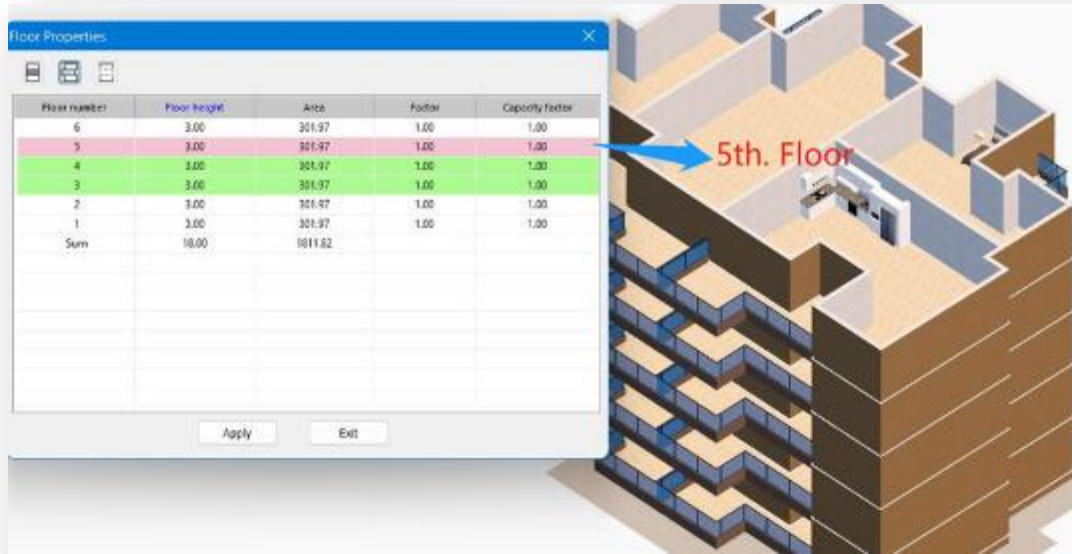 Floor Properties
Floor number Floor height Area Factor Capacity factor
6 3.00 301.97 1.00 1.00
5 3.00 301.97 1.00 1.00
4 3.00 301.97 1.00 1.00
3 3.00 301.97 1.00 1.00
2 3.00 301.97 1.00 1.00
1 3.00 301.97 1.00 1.00
Sum 18.00 1811.82
Apply Exit
5th. Floor